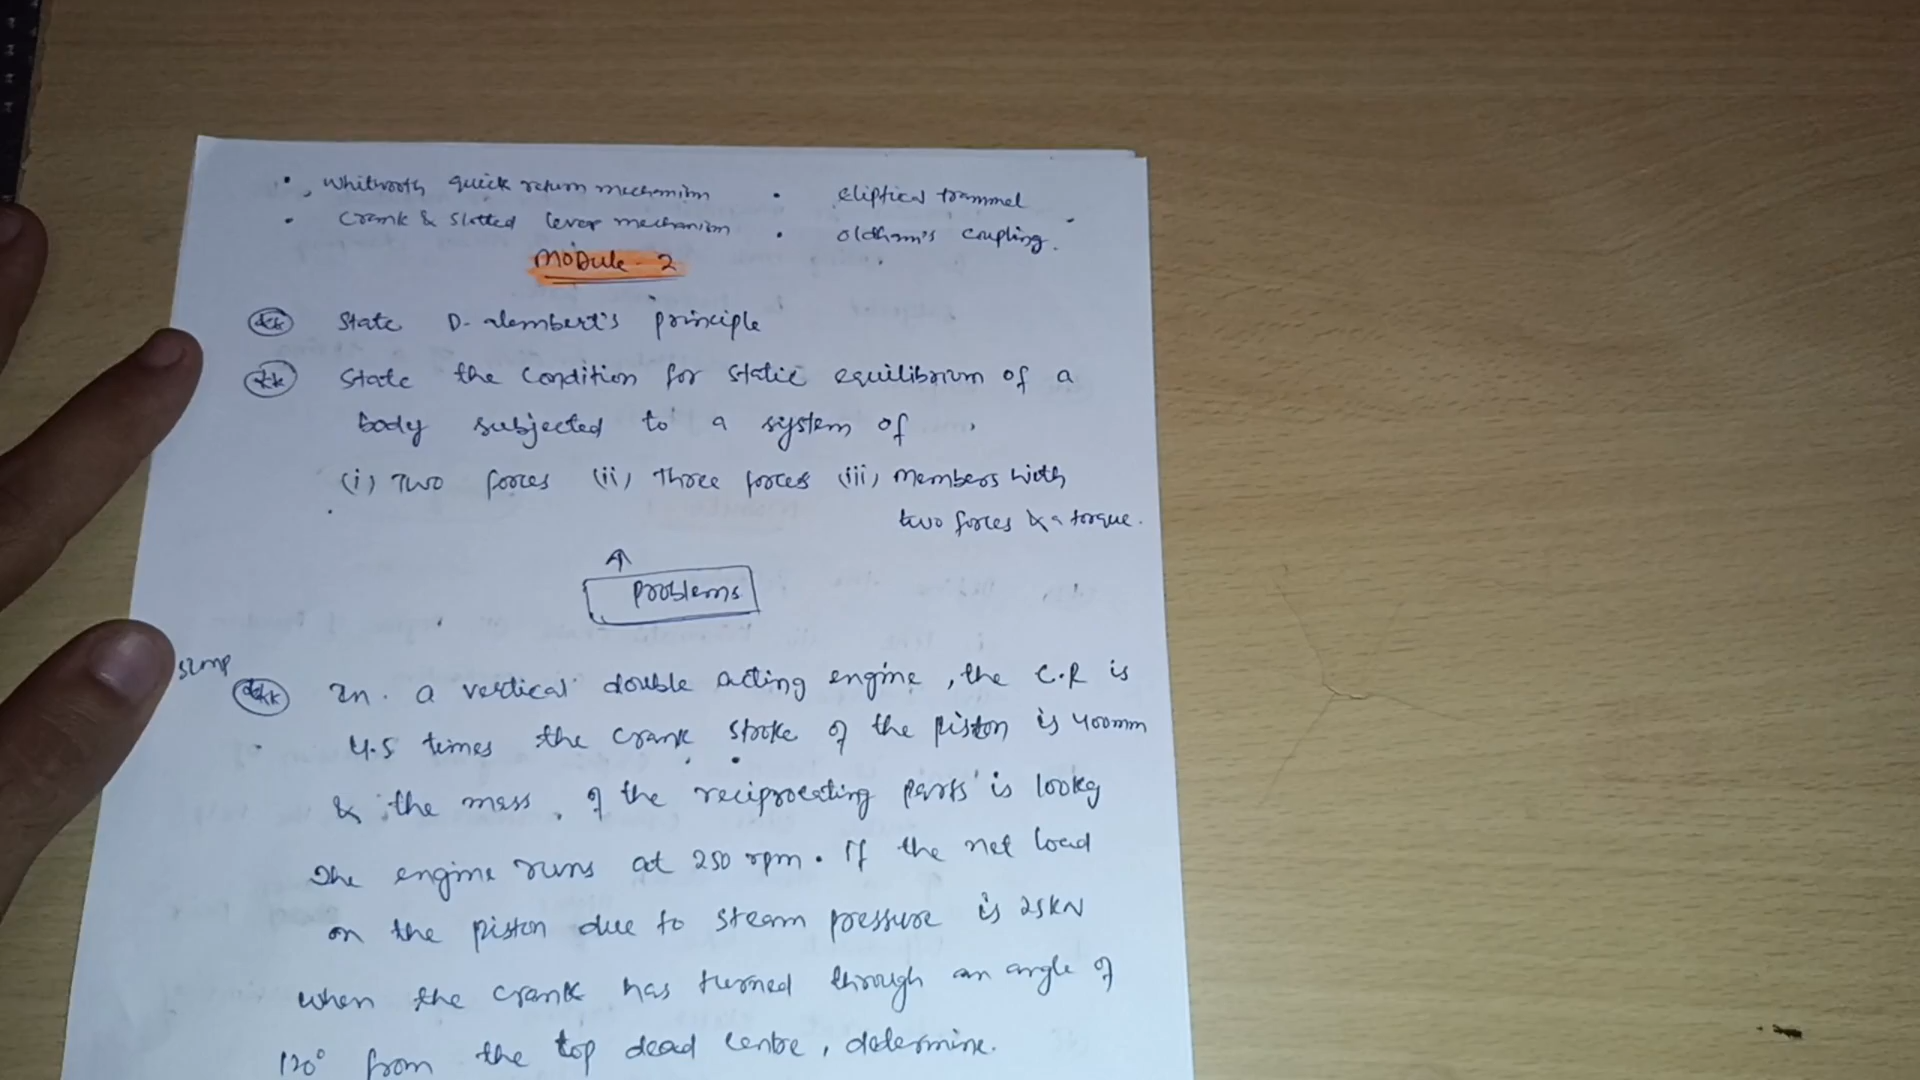 • Whitworth quick return mechanism • eliptical trammel
• Crank & Slotted lever mechanism • oldham's coupling.
Module - 2
State D-alembert's principle
State the condition for static equilibrium of a
body subjected to a system of
(i) Two forces (ii) Three forces (iii) Members with
two forces & a torque.
Problems
In a vertical double acting engine, the C.R is
4.5 times the crank stroke of the piston is 400mm
& the mass of the reciprocating parts is 100kg
The engine runs at 250 rpm. If the net load
on the piston due to steam pressure is 25kN
when the crank has turned through an angle of
120° from the top dead centre, determine.